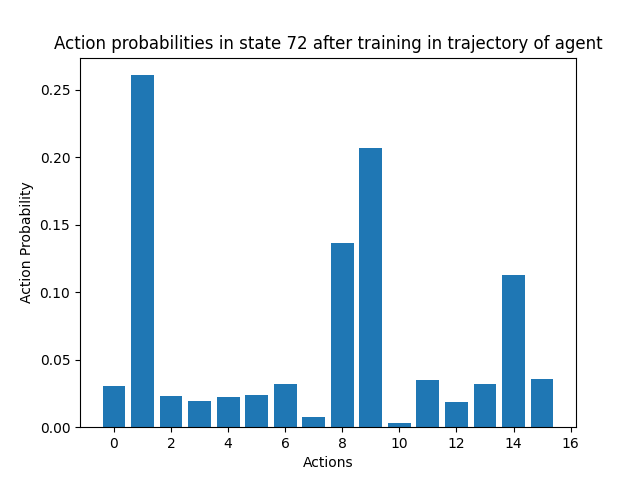 Action probabilities in state 72 after training in trajectory of agent
0.25
0.20
0.15
0.10
0.05
0.00
Action Probability
0 2 4 6 8 10 12 14 16
Actions